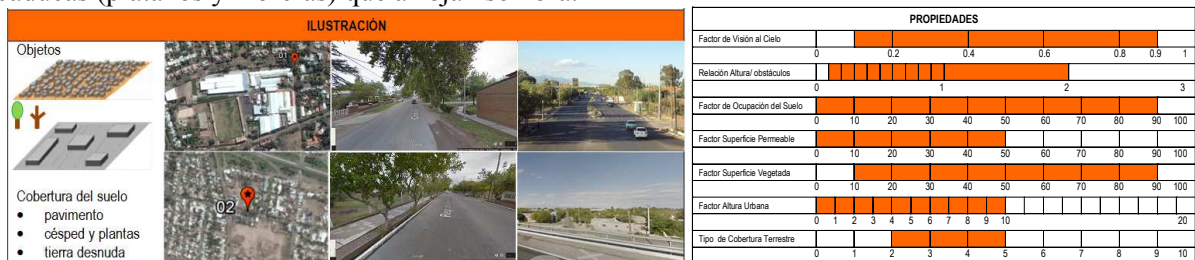 ILUSTRACIÓN
Objetos
Cobertura del suelo
• pavimento
• césped y plantas
• tierra desnuda
01
02
PROPIEDADES
Factor de Visión al Cielo
0 0.2 0.4 0.6 0.8 0.9 1
Relación Altura/ obstáculos
0 1 2 3
Factor de Ocupación del Suelo
0 10 20 30 40 50 60 70 80 90 100
Factor Superficie Permeable
0 10 20 30 40 50 60 70 80 90 100
Factor Superficie Vegetada
0 10 20 30 40 50 60 70 80 90 100
Factor Altura Urbana
0 1 2 3 4 5 6 7 8 9 10 20
Tipo de Cobertura Terrestre
0 1 2 3 4 5 6 7 8 9 10